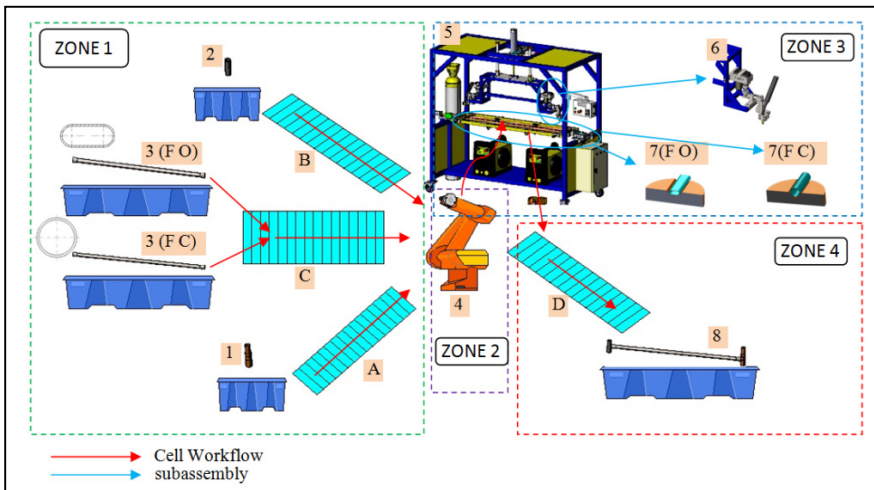 ZONE 1
2
5
6
ZONE 3
B
3 (F O)
7(F O)
7(F C)
3 (F C)
C
4
ZONE 4
D
1
A
ZONE 2
8
Cell Workflow
subassembly